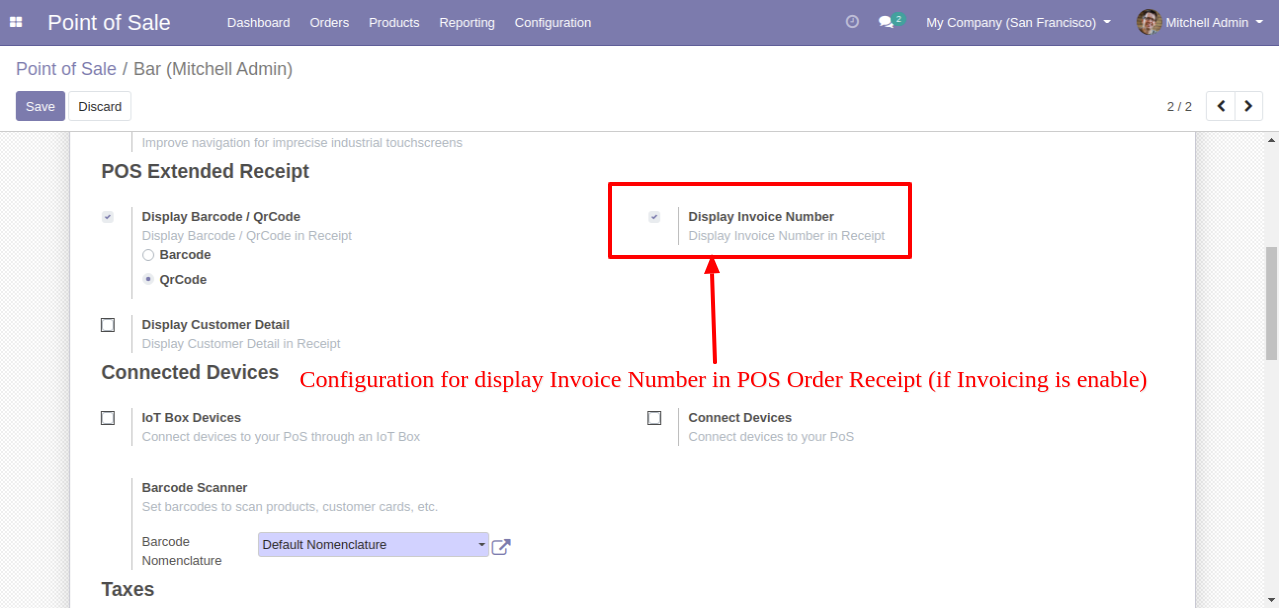 Point of Sale Dashboard Orders Products Reporting Configuration 2 My Company (San Francisco) Mitchell Admin
Point of Sale / Bar (Mitchell Admin)
Save Discard 2 / 2
Improve navigation for imprecise industrial touchscreens
POS Extended Receipt
Display Barcode / QrCode Display Invoice Number
Display Barcode / QrCode in Receipt Display Invoice Number in Receipt
Barcode
QrCode
Display Customer Detail
Display Customer Detail in Receipt
Connected Devices
Configuration for display Invoice Number in POS Order Receipt (if Invoicing is enable)
IoT Box Devices Connect Devices
Connect devices to your PoS through an IoT Box Connect devices to your PoS
Barcode Scanner
Set barcodes to scan products, customer cards, etc.
Barcode
Nomenclature
Default Nomenclature
Taxes